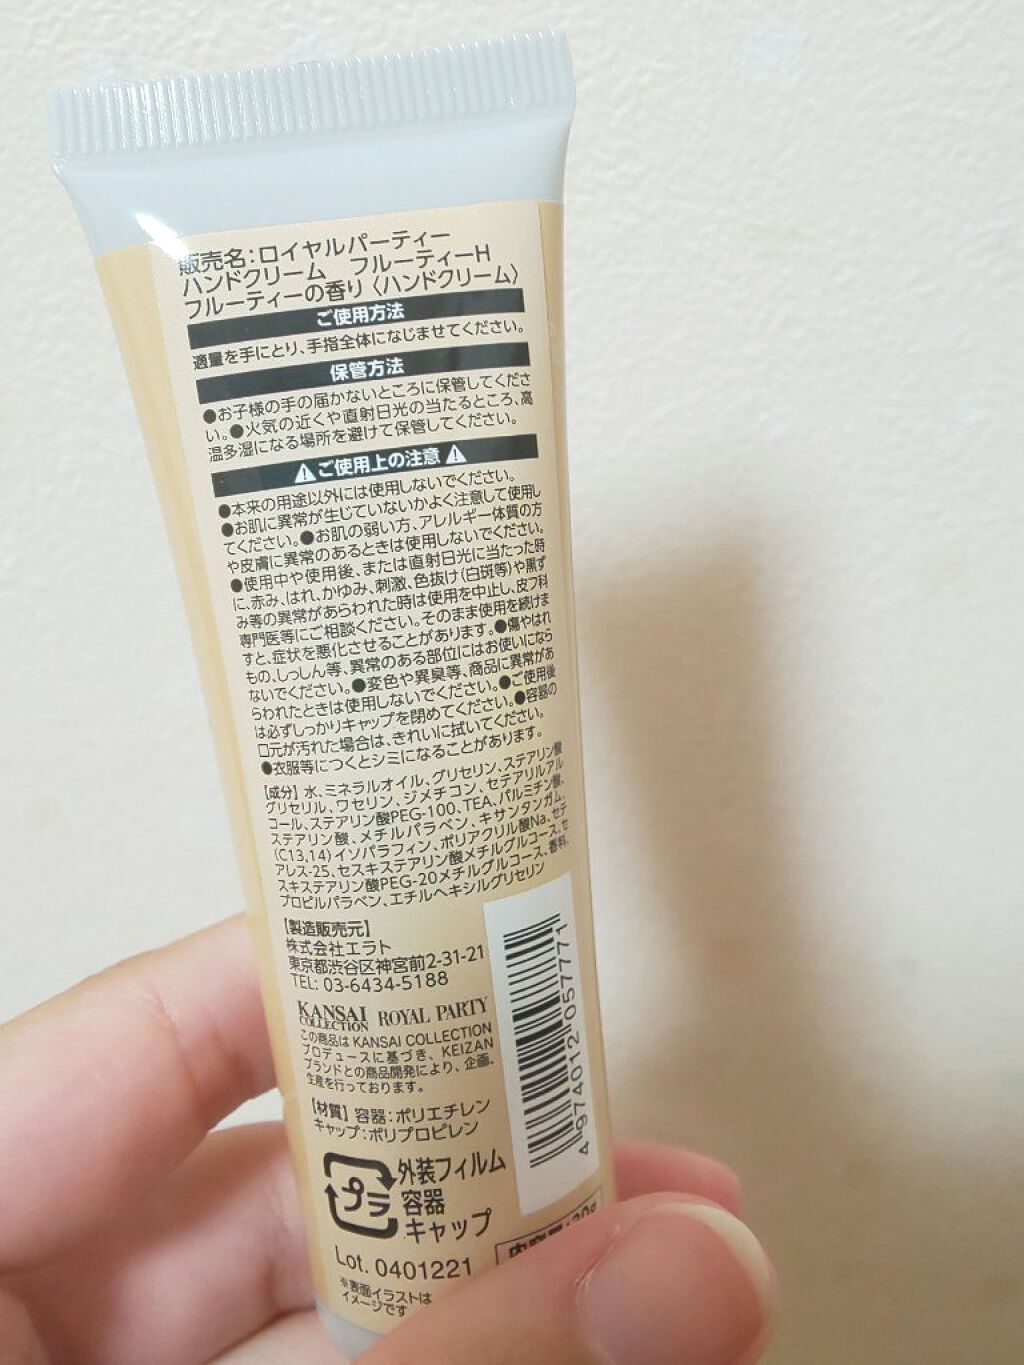 販売名：ロイヤルパーティー
ハンドクリーム フルーティーH
フルーティーの香り〈ハンドクリーム〉
ご使用方法
適量を手にとり、手指全体になじませてください。
保管方法
●お子様の手の届かないところに保管してくださ
い。●火気の近くや直射日光の当たるところ、高
温多湿になる場所を避けて保管してください。
ご使用上の注意
●本来の用途以外には使用しないでください。
●お肌に異常が生じていないかよく注意して使用し
てください。●お肌の弱い方、アレルギー体質の方
や皮膚に異常のあるときは使用しないでください。
●使用中や使用後、または直射日光に当たった時
に、赤み、はれ、かゆみ、刺激、色抜け(白斑等)や黒ず
み等の異常があらわれた時は使用を中止し、皮フ科
専門医等にご相談ください。そのまま使用を続けま
すと、症状を悪化させることがあります。●傷やはれ
もの、しっしん等、異常のある部位にはお使いになら
ないでください。●変色や異臭等、商品に異常があ
らわれたときは使用しないでください。●ご使用後
は必ずしっかりキャップを閉めてください。●容器の
口元が汚れた場合は、きれいに拭いてください。
●衣服等につくとシミになることがあります。
【成分】水、ミネラルオイル、グリセリン、ステアリン酸
グリセリル、ワセリン、ジメチコン、セテアリルアル
コール、ステアリン酸PEG-100、TEA、パルミチン酸、
ステアリン酸、メチルパラベン、キサンタンガム、
(C13,14)イソパラフィン、ポリアクリル酸Na、セテ
アレス-25、セスキステアリン酸メチルグルコース、セ
スキステアリン酸PEG-20メチルグルコース、香料、
プロピルパラベン、エチルヘキシルグリセリン
【製造販売元】
株式会社エラト
東京都渋谷区神宮前2-31-21
TEL: 03-6434-5188
KANSAI COLLECTION ROYAL PARTY
この商品は KANSAI COLLECTION
プロデュースに基づき、KEIZAN
ブランドとの商品開発により、企画、
生産を行っております。
【材質】容器：ポリエチレン
キャップ：ポリプロピレン
プラ
外装フィルム
容器
キャップ
4 974012 057771
Lot. 0401221
※表面イラストは
イメージです